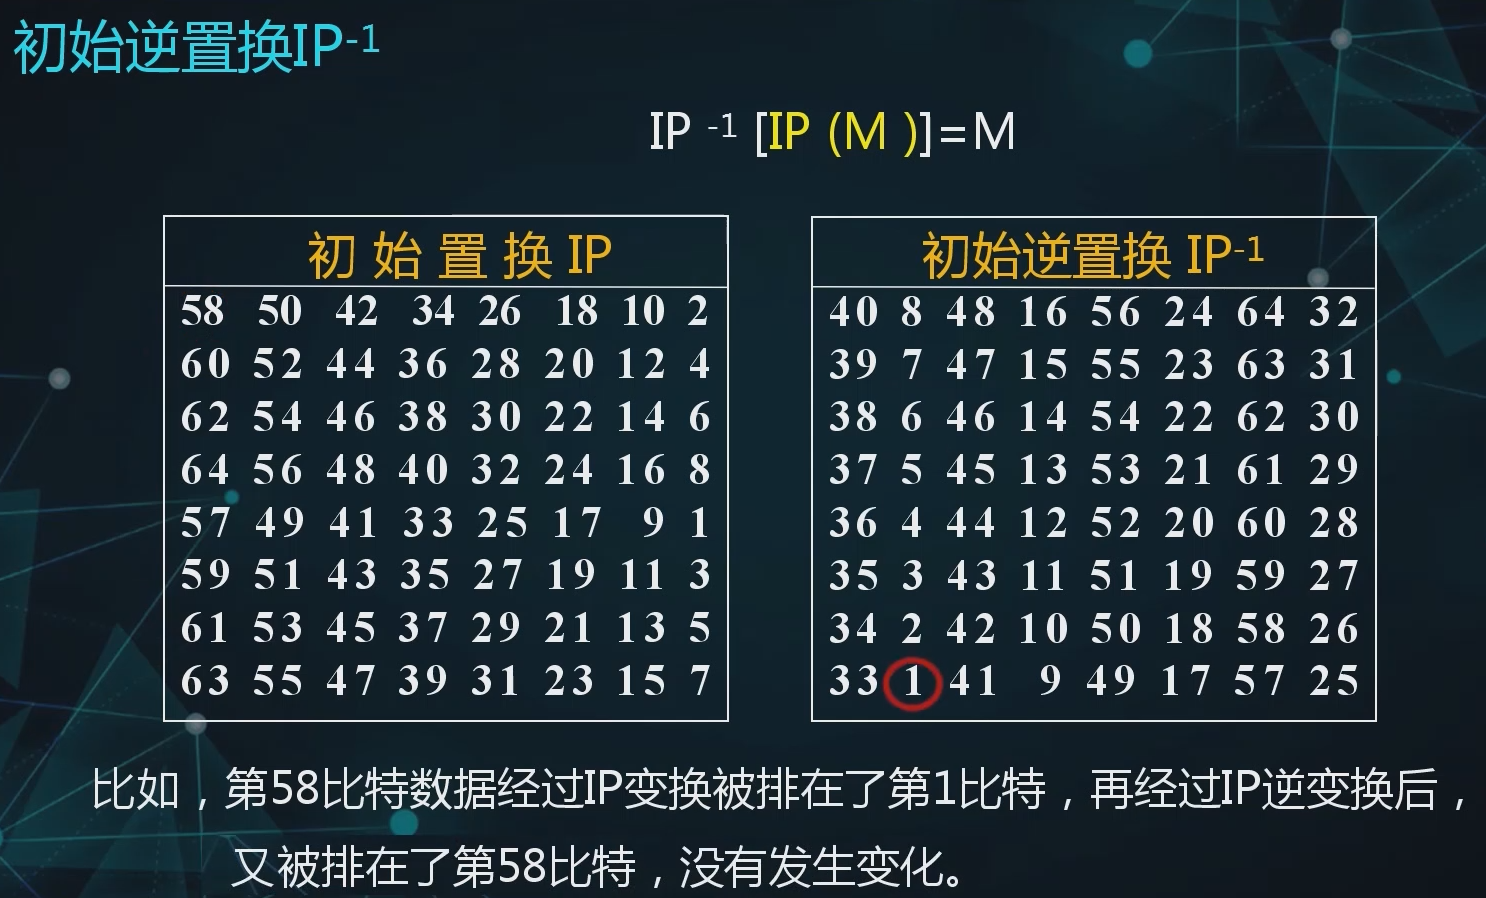 初始逆置换IP-1
IP -1 [IP (M )]=M
初 始 置 换 IP
58 50 42 34 26 18 10 2
60 52 44 36 28 20 12 4
62 54 46 38 30 22 14 6
64 56 48 40 32 24 16 8
57 49 41 33 25 17 9 1
59 51 43 35 27 19 11 3
61 53 45 37 29 21 13 5
63 55 47 39 31 23 15 7
初始逆置换 IP-1
40 8 48 16 56 24 64 32
39 7 47 15 55 23 63 31
38 6 46 14 54 22 62 30
37 5 45 13 53 21 61 29
36 4 44 12 52 20 60 28
35 3 43 11 51 19 59 27
34 2 42 10 50 18 58 26
33 1 41 9 49 17 57 25
比如，第58比特数据经过IP变换被排在了第1比特，再经过IP逆变换后，
又被排在了第58比特，没有发生变化。